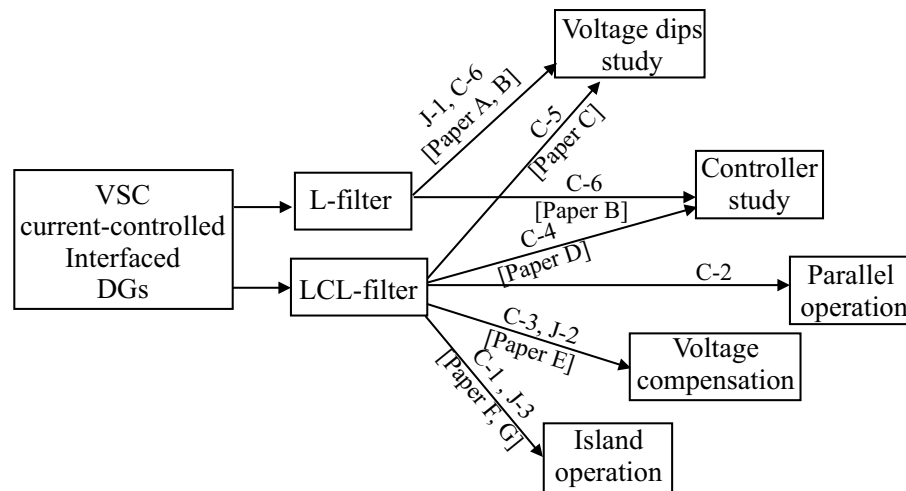 VSC
current-controlled
Interfaced
DGs
L-filter
LCL-filter
J-1, C-6
[Paper A, B]
C-5
[Paper C]
C-6
[Paper B]
C-4
[Paper D]
C-2
C-3, J-2
[Paper E]
C-1 , J-3
[Paper F, G]
Voltage dips
study
Controller
study
Parallel
operation
Voltage
compensation
Island
operation